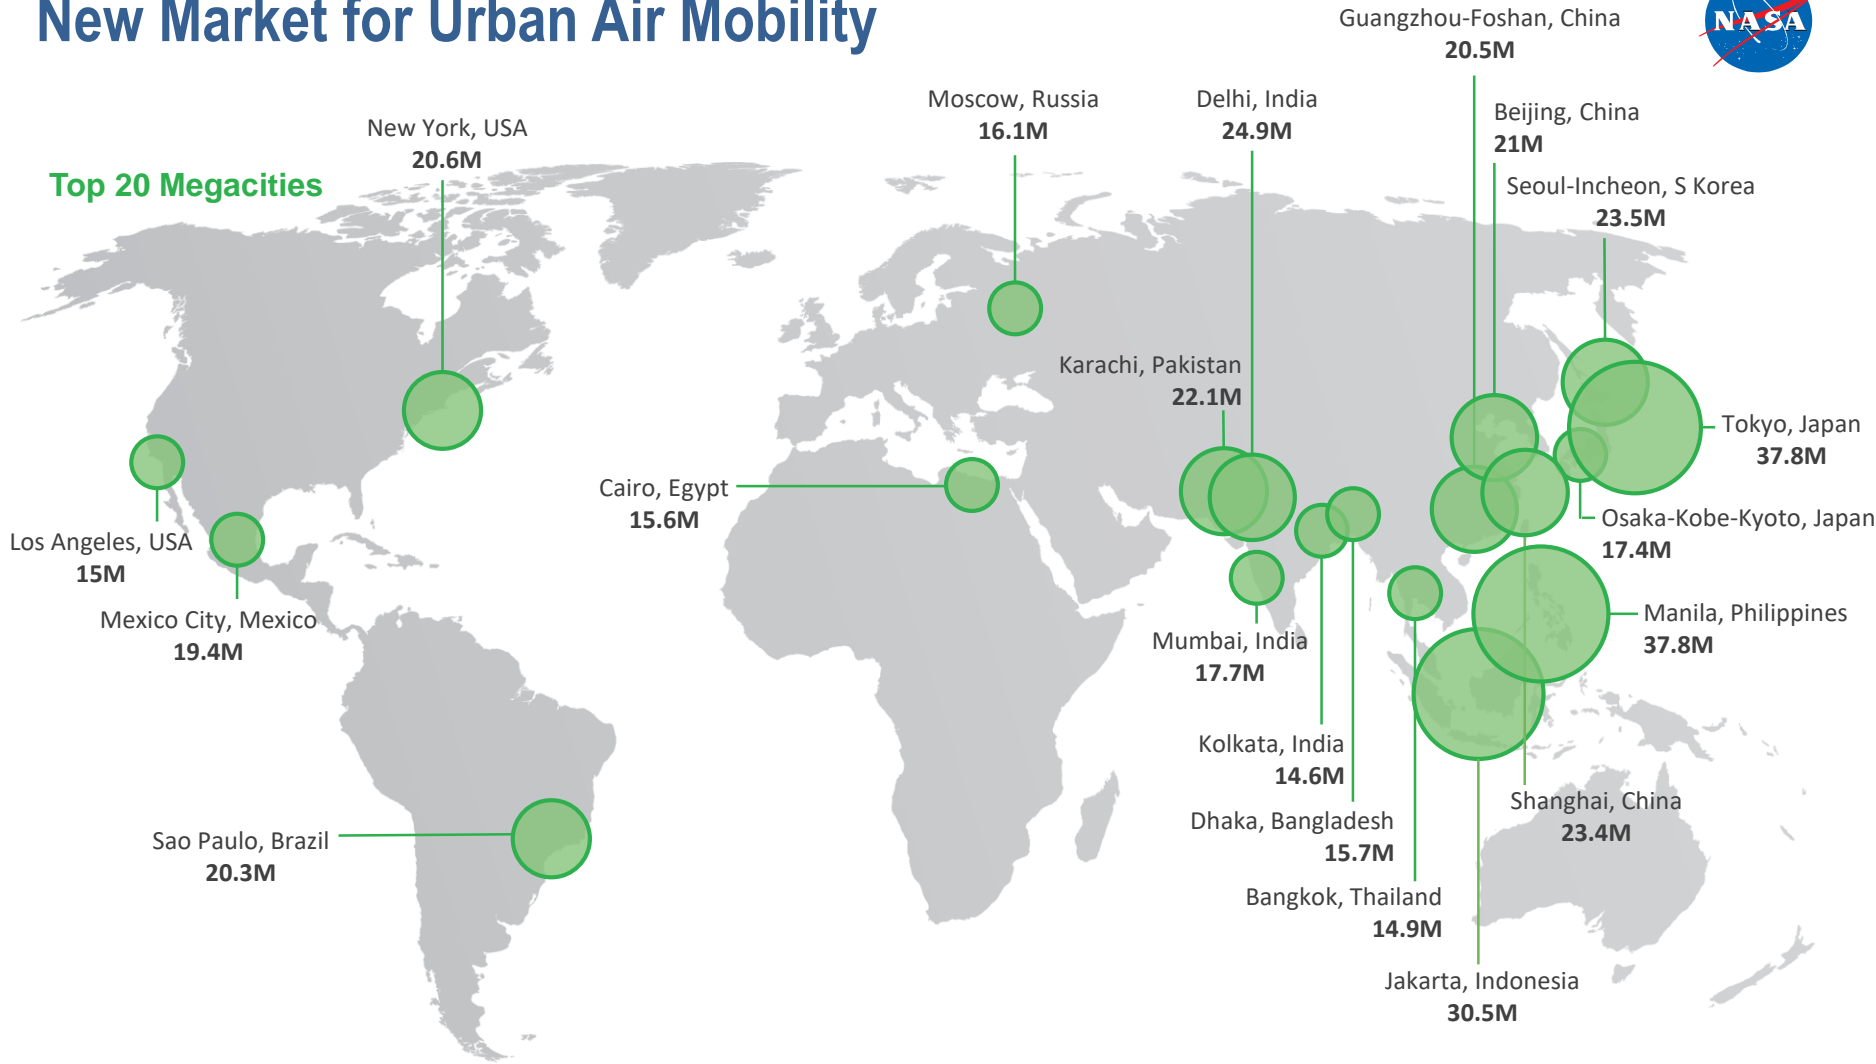 New Market for Urban Air Mobility
NASA
Top 20 Megacities
New York, USA
20.6M
Moscow, Russia
16.1M
Delhi, India
24.9M
Guangzhou-Foshan, China
20.5M
Beijing, China
21M
Seoul-Incheon, S Korea
23.5M
Karachi, Pakistan
22.1M
Tokyo, Japan
37.8M
Cairo, Egypt
15.6M
Los Angeles, USA
15M
Osaka-Kobe-Kyoto, Japan
17.4M
Mexico City, Mexico
19.4M
Mumbai, India
17.7M
Manila, Philippines
37.8M
Kolkata, India
14.6M
Shanghai, China
23.4M
Dhaka, Bangladesh
15.7M
Sao Paulo, Brazil
20.3M
Bangkok, Thailand
14.9M
Jakarta, Indonesia
30.5M